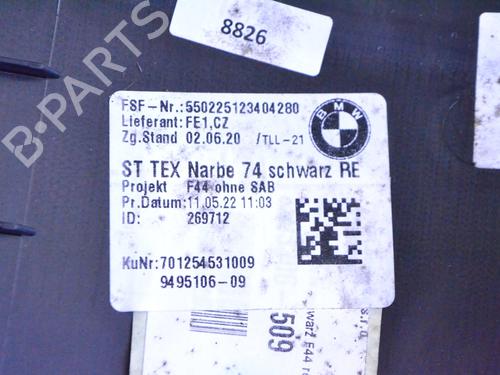 8826
B-PARTS
FSF-Nr.:550225123404280
Lieferant:FE1,CZ
Zg.Stand 02.06.20 /TLL-21
BMW
ST TEX Narbe 74 schwarz RE
Projekt F44 ohne SAB
Pr.Datum:11.05.22 11:03
ID: 269712
KuNr:701254531009
9495106-09
509
warz F44
s.r.o.